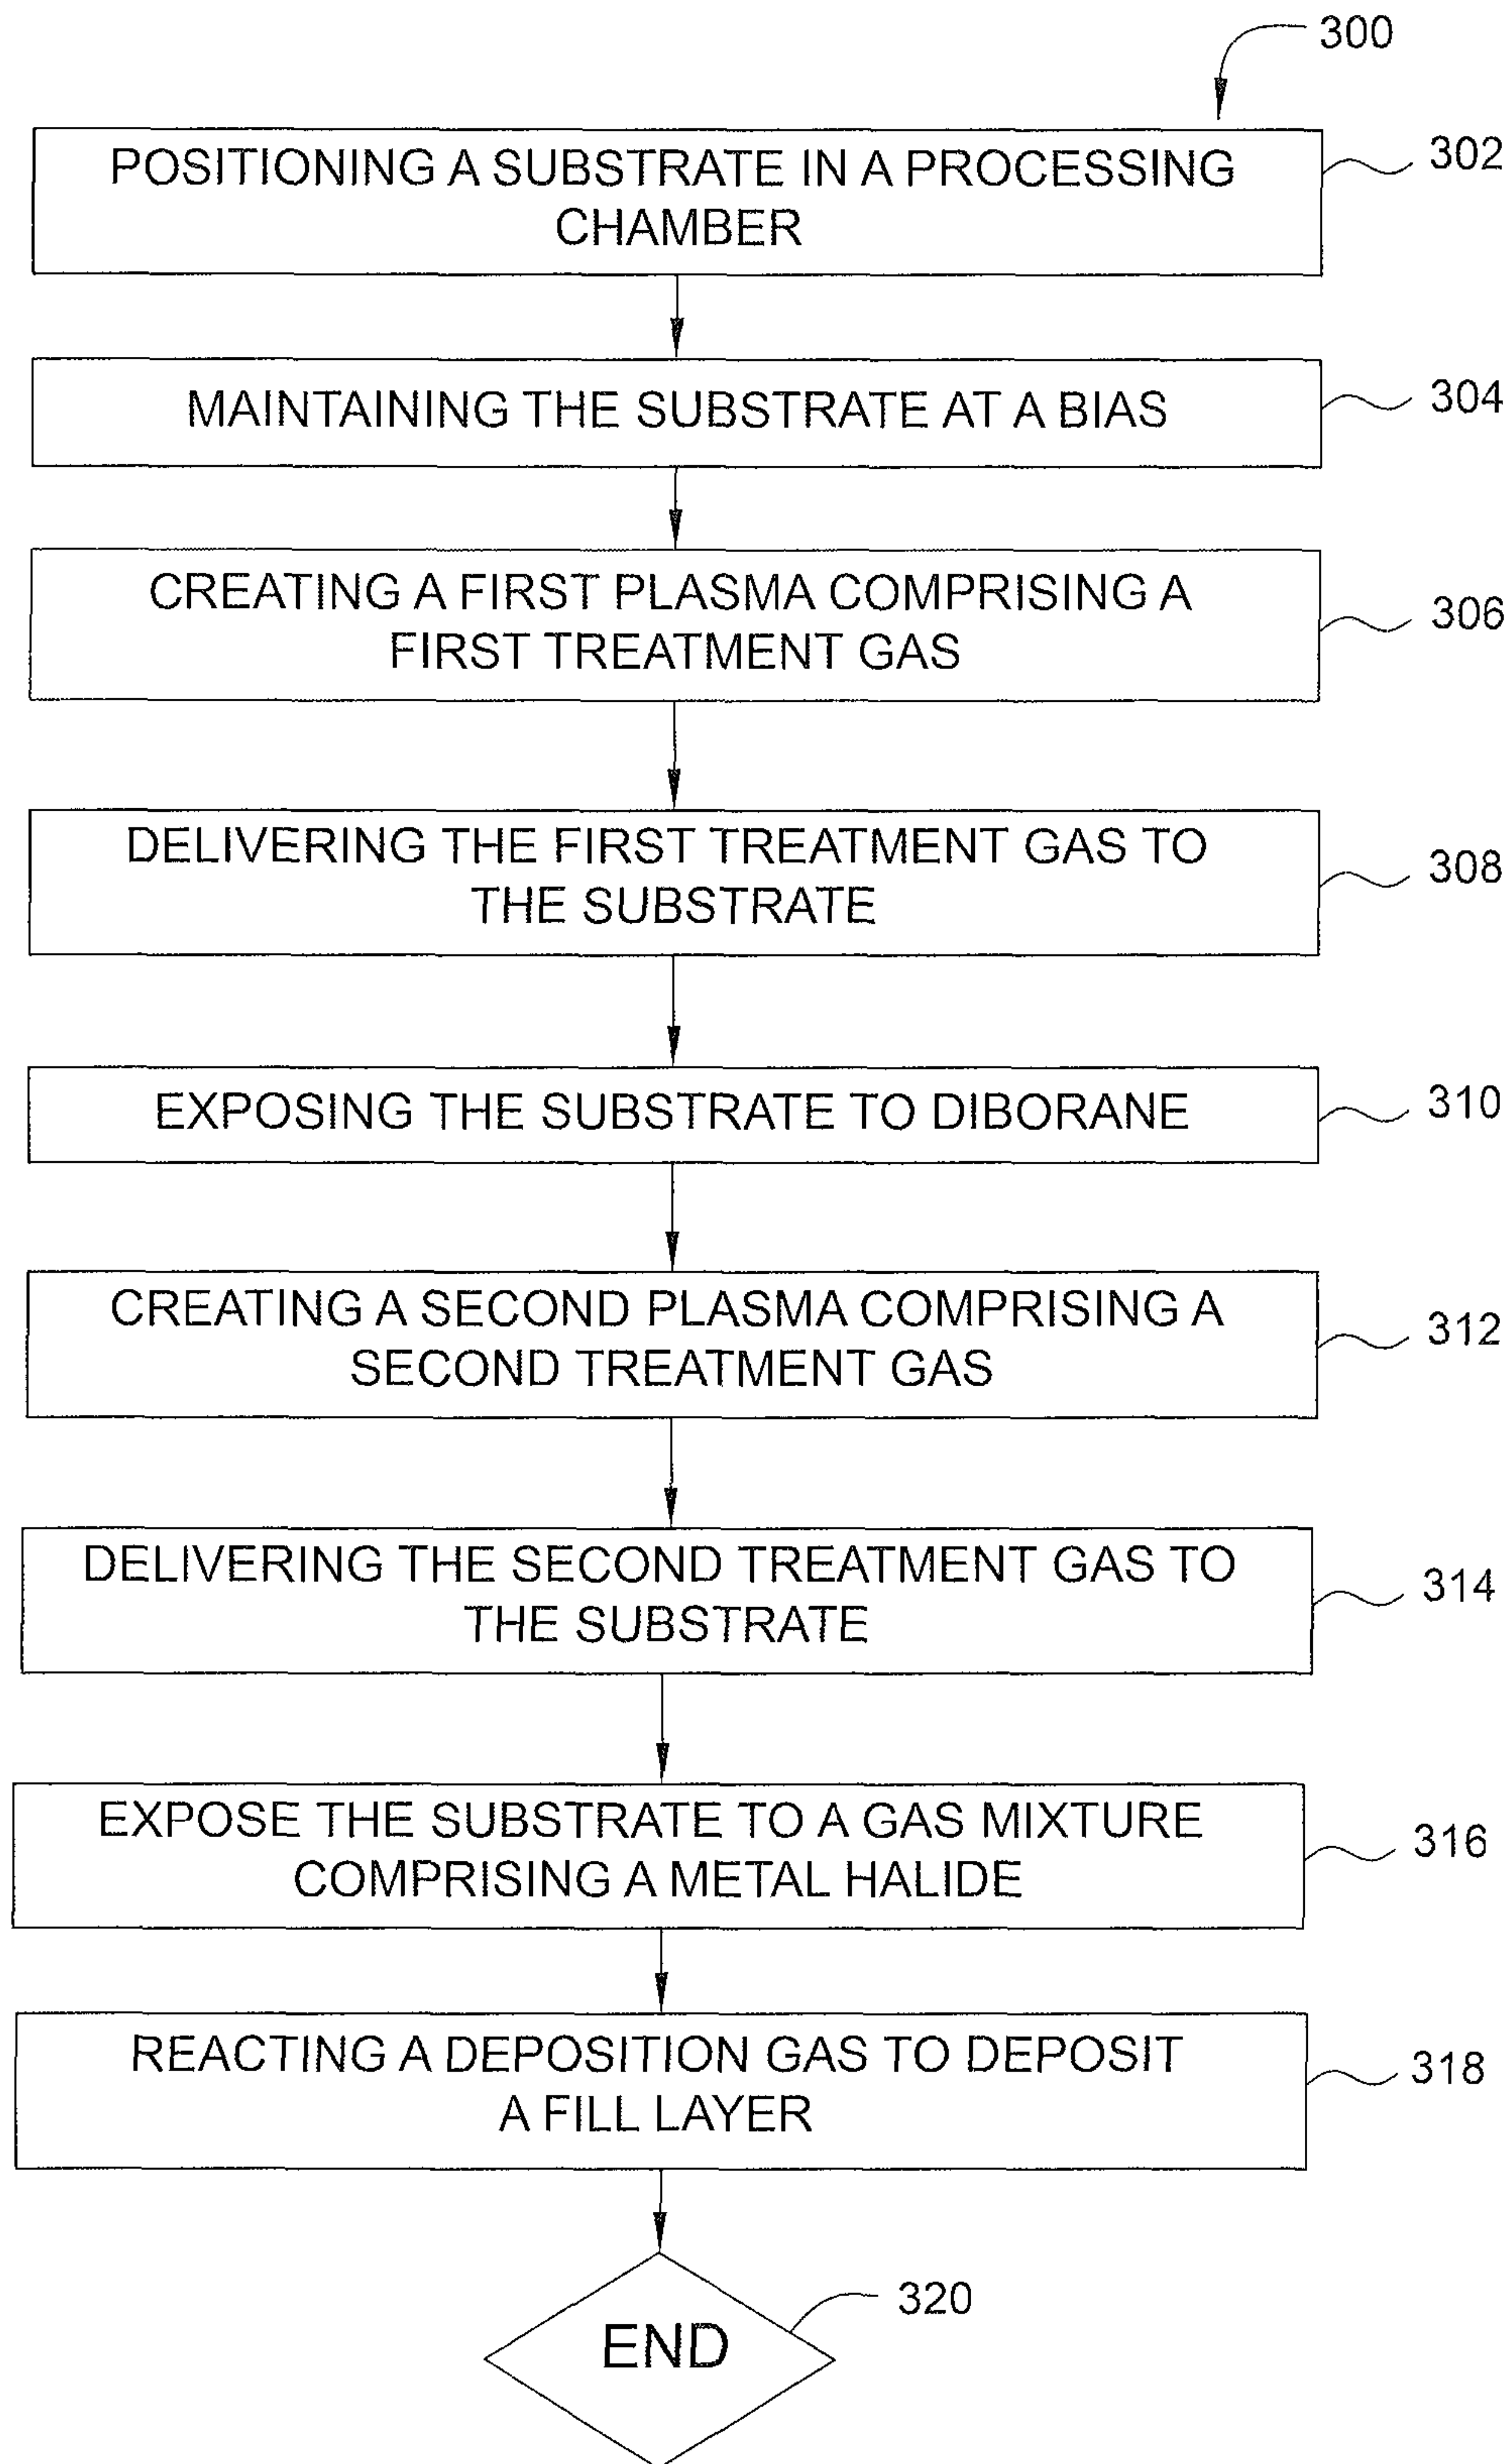 300
POSITIONING A SUBSTRATE IN A PROCESSING
CHAMBER
302
MAINTAINING THE SUBSTRATE AT A BIAS
304
CREATING A FIRST PLASMA COMPRISING A
FIRST TREATMENT GAS
306
DELIVERING THE FIRST TREATMENT GAS TO
THE SUBSTRATE
308
EXPOSING THE SUBSTRATE TO DIBORANE
310
CREATING A SECOND PLASMA COMPRISING A
SECOND TREATMENT GAS
312
DELIVERING THE SECOND TREATMENT GAS TO
THE SUBSTRATE
314
EXPOSE THE SUBSTRATE TO A GAS MIXTURE
COMPRISING A METAL HALIDE
316
REACTING A DEPOSITION GAS TO DEPOSIT
A FILL LAYER
318
END
320